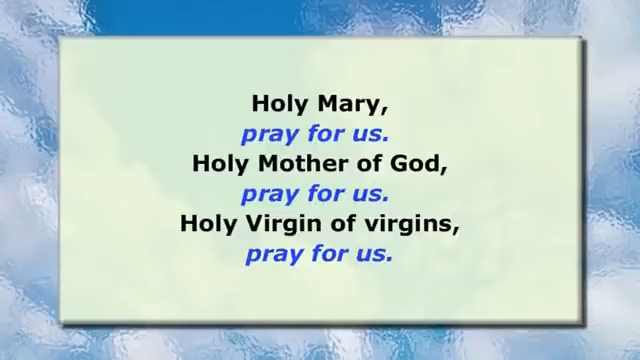 Holy Mary,
pray for us.
Holy Mother of God,
pray for us.
Holy Virgin of virgins,
pray for us.